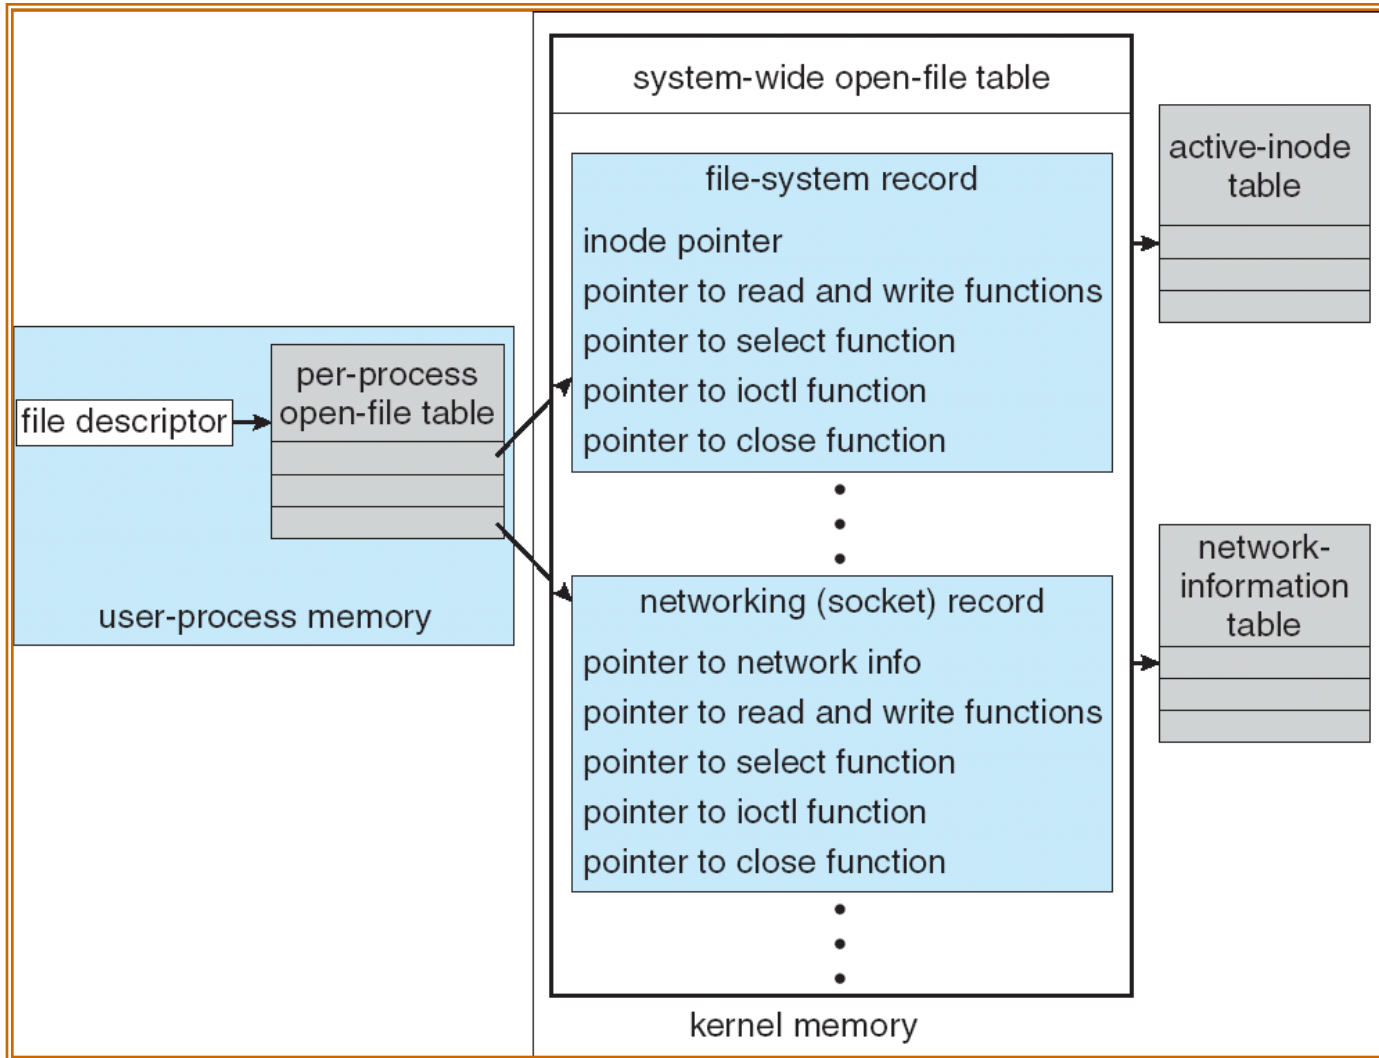 system-wide open-file table
file-system record
inode pointer
pointer to read and write functions
pointer to select function
pointer to ioctl function
pointer to close function
active-inode
table
file descriptor
per-process
open-file table
user-process memory
networking (socket) record
pointer to network info
pointer to read and write functions
pointer to select function
pointer to ioctl function
pointer to close function
network-
information
table
kernel memory